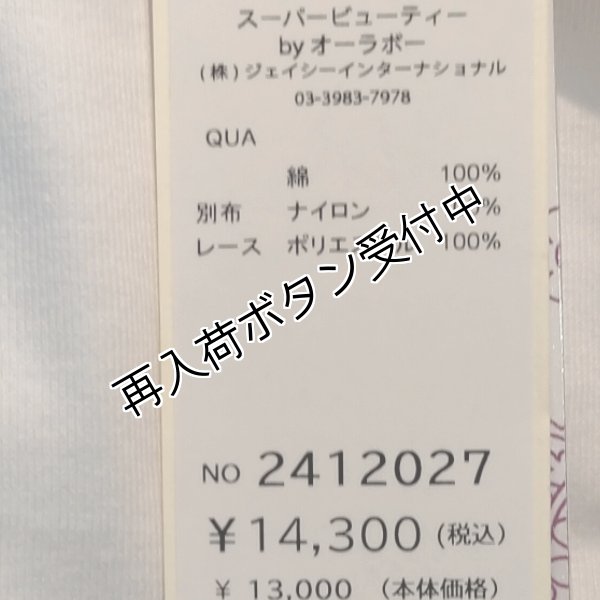 スーパービューティー
by オーラボー
(株)ジェイシーインターナショナル
03-3983-7978
QUA
綿 100%
別布 ナイロン
レース ポリエ 100%
再入荷ボタン受付中
NO 2412027
¥14,300(税込)
¥ 13,000 (本体価格)